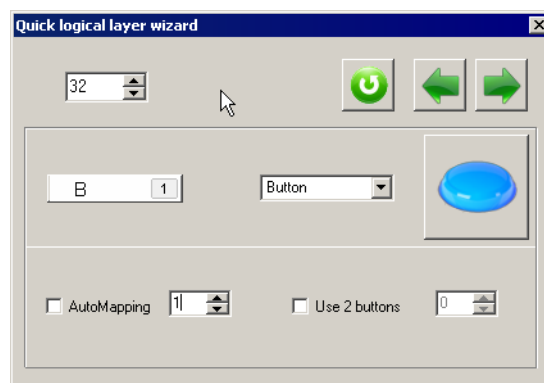 Quick logical layer wizard
32
B 1 Button
AutoMapping 1 Use 2 buttons 0